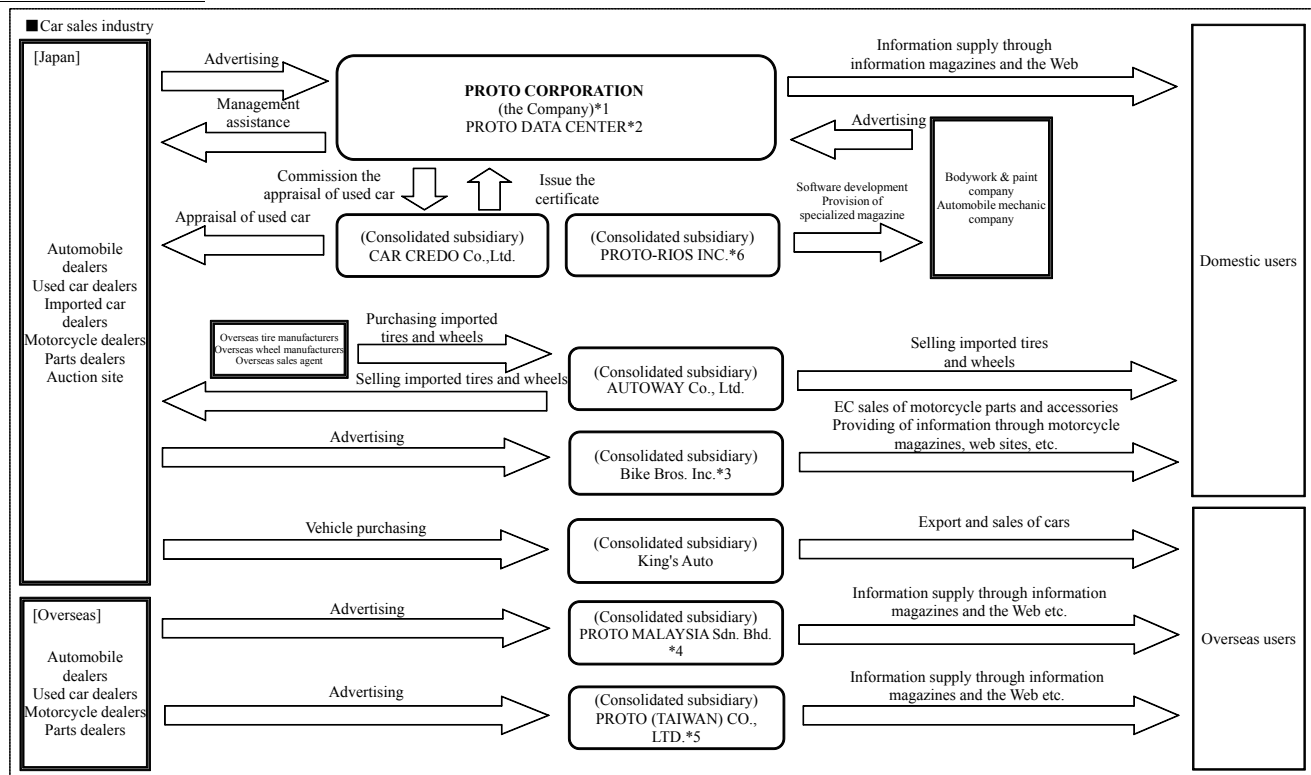 ■Car sales industry
[Japan]
Automobile
dealers
Used car dealers
Imported car
dealers
Motorcycle dealers
Parts dealers
Auction site
Advertising
Management
assistance
PROTO CORPORATION
(the Company)*1
PROTO DATA CENTER*2
Information supply through
information magazines and the Web
Advertising
Bodywork & paint
company
Automobile mechanic
company
Domestic users
Commission the
appraisal of used car
Issue the
certificate
Software development
Provision of
specialized magazine
Appraisal of used car
(Consolidated subsidiary)
CAR CREDO Co.,Ltd.
(Consolidated subsidiary)
PROTO-RIOS INC.*6
Overseas tire manufacturers
Overseas wheel manufacturers
Overseas sales agent
Purchasing imported
tires and wheels
Selling imported tires and wheels
(Consolidated subsidiary)
AUTOWAY Co., Ltd.
Selling imported tires
and wheels
Advertising
(Consolidated subsidiary)
Bike Bros. Inc.*3
EC sales of motorcycle parts and accessories
Providing of information through motorcycle
magazines, web sites, etc.
Vehicle purchasing
(Consolidated subsidiary)
King's Auto
Export and sales of cars
[Overseas]
Automobile
dealers
Used car dealers
Motorcycle dealers
Parts dealers
Advertising
(Consolidated subsidiary)
PROTO MALAYSIA Sdn. Bhd.
*4
Information supply through information
magazines and the Web etc.
Overseas users
Advertising
(Consolidated subsidiary)
PROTO (TAIWAN) CO.,
LTD.*5
Information supply through information
magazines and the Web etc.